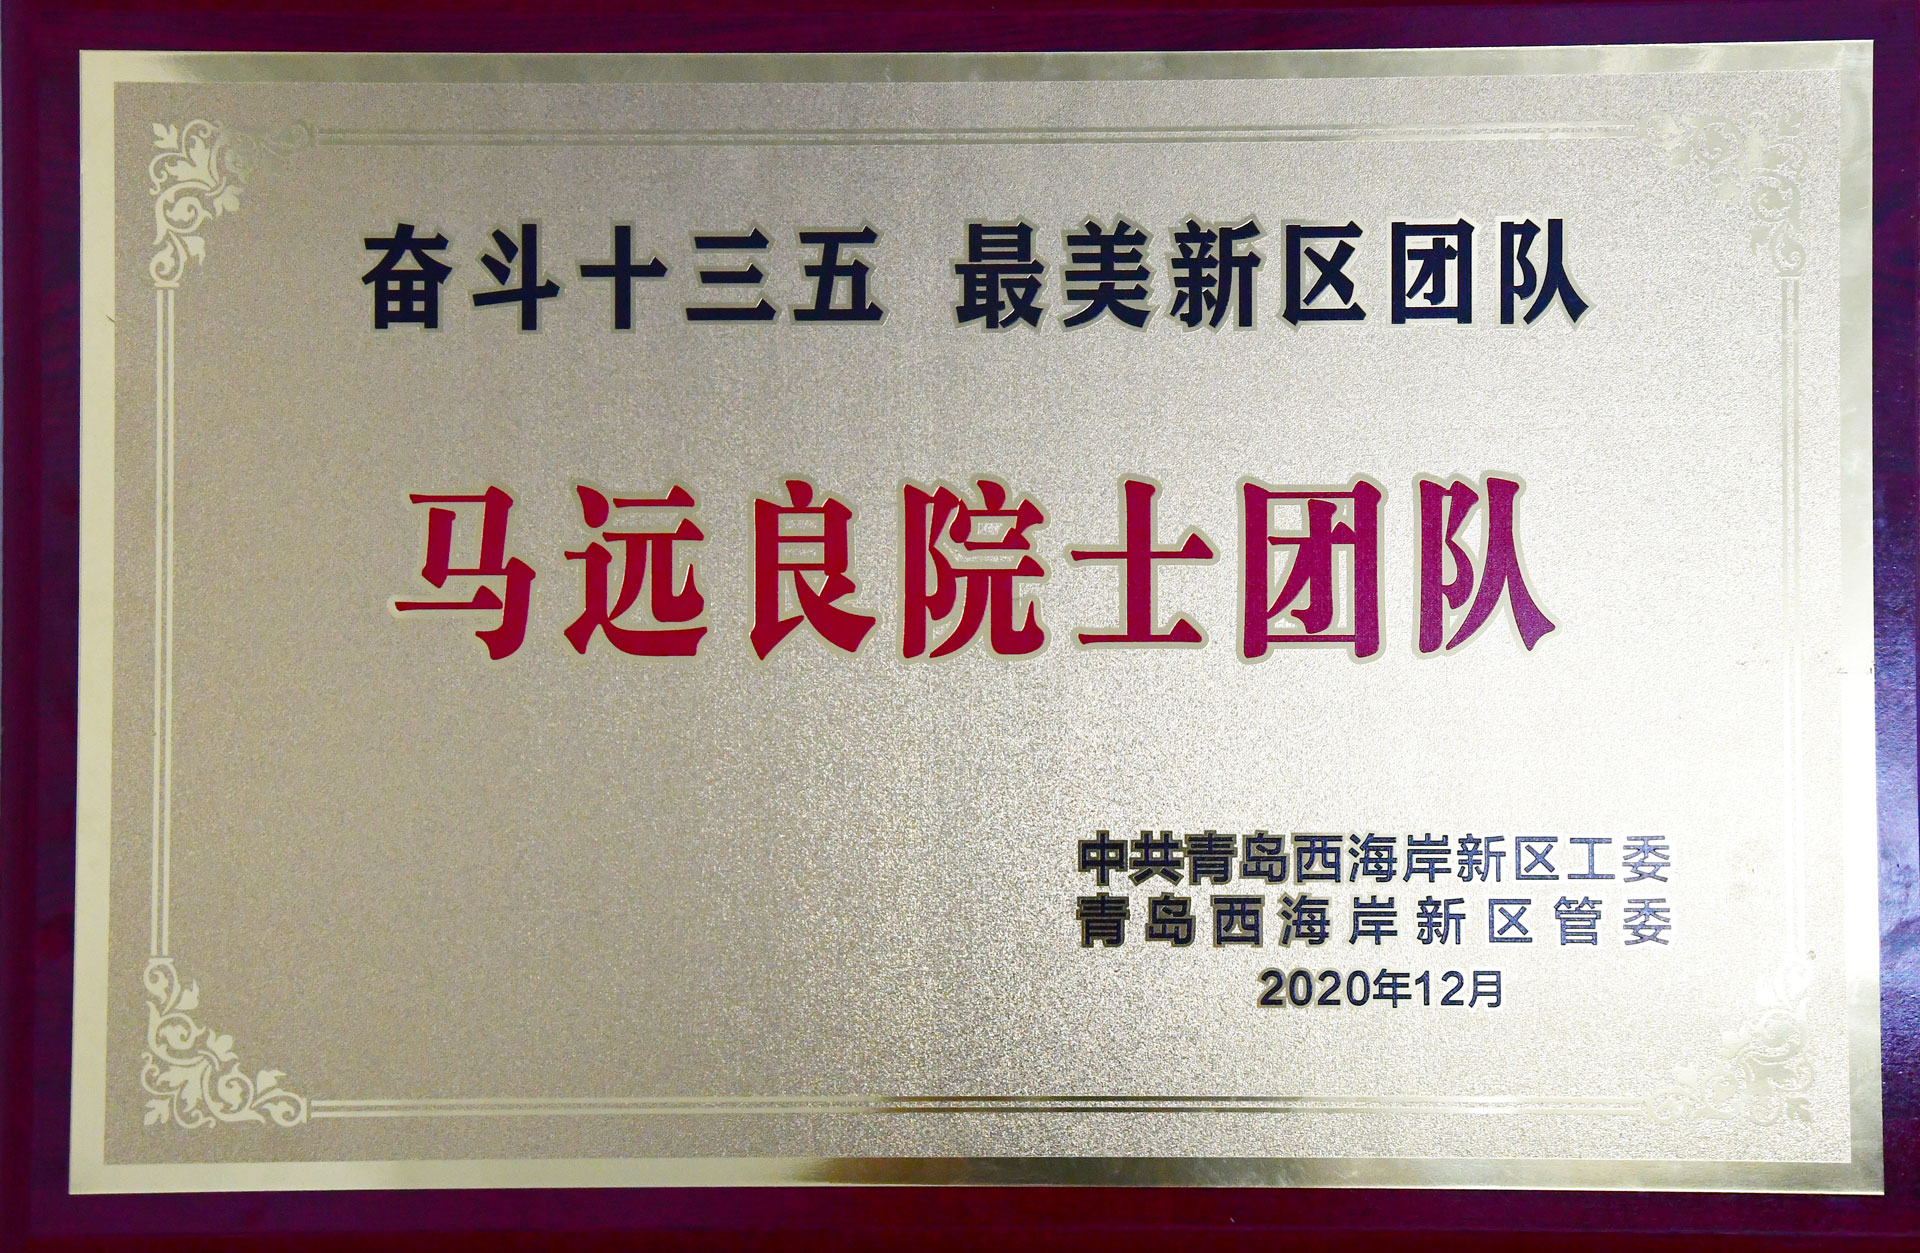 奋斗十三五 最美新区团队
马远良院士团队
中共青岛西海岸新区工委
青岛西海岸新区管委
2020年12月